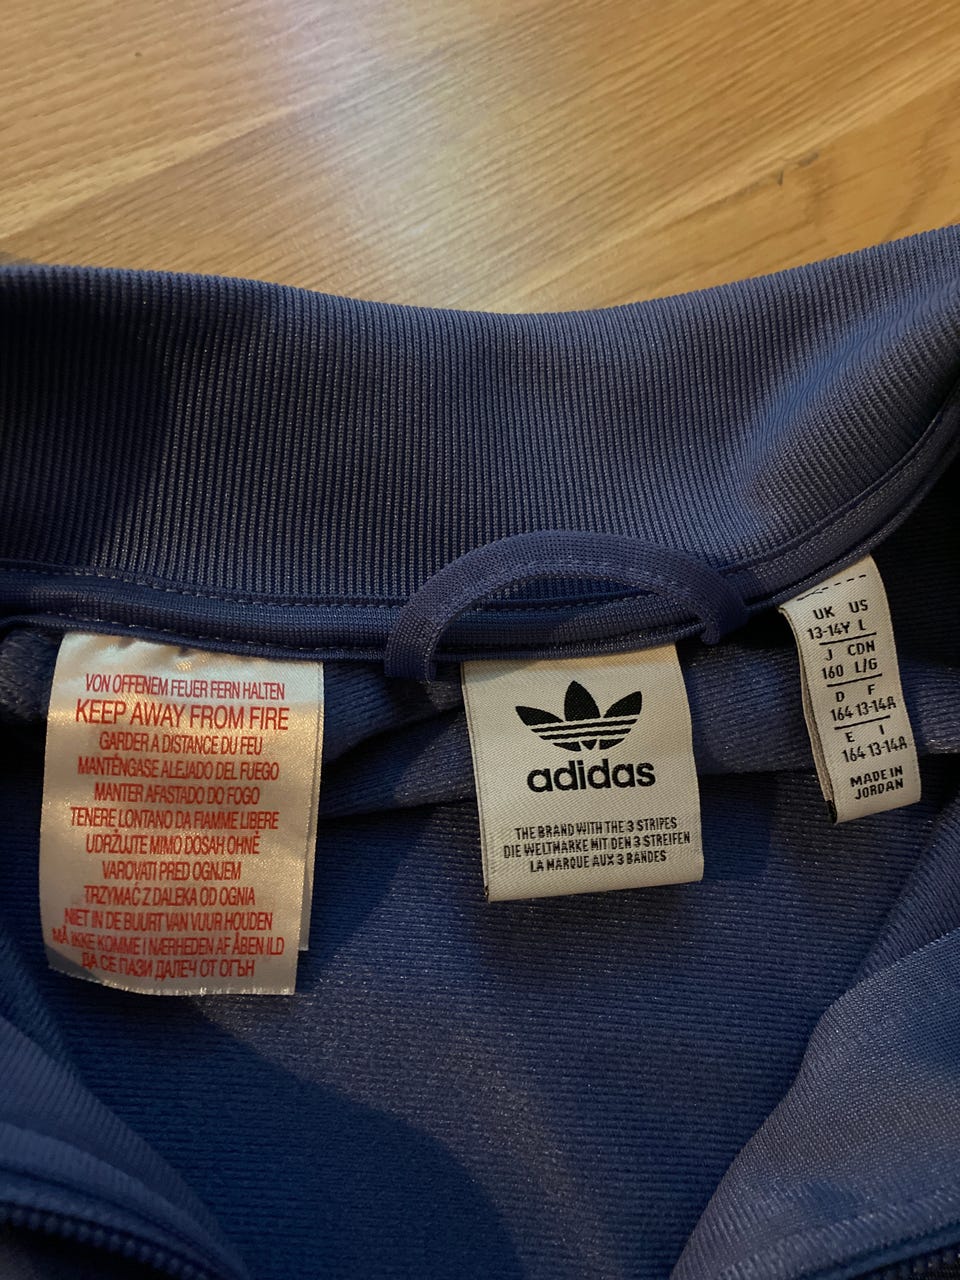 VON OFFENEM FEUER FERN HALTEN
KEEP AWAY FROM FIRE
GARDER A DISTANCE DU FEU
MANTÉNGASE ALEJADO DEL FUEGO
MANTER AFASTADO DO FOGO
TENERE LONTANO DA FIAMME LIBERE
UDRŽUJTE MIMO DOSAH OHNĚ
VAROVATI PRED OGNJEM
TRZYMAĆ Z DALEKA OD OGNIA
NIET IN DE BUURT VAN VUUR HOUDEN
MÅ IKKE KOMME I NÆRHEDEN AF ÅBEN ILD
ДА СЕ ПАЗИ ДАЛЕЧ ОТ ОГЪН
adidas
THE BRAND WITH THE 3 STRIPES
DIE WELTMARKE MIT DEN 3 STREIFEN
LA MARQUE AUX 3 BANDES
UK US
13-14Y L
J CDN
160 L/G
D F
164 13-14A
E I
164 13-14A
MADE IN
JORDAN